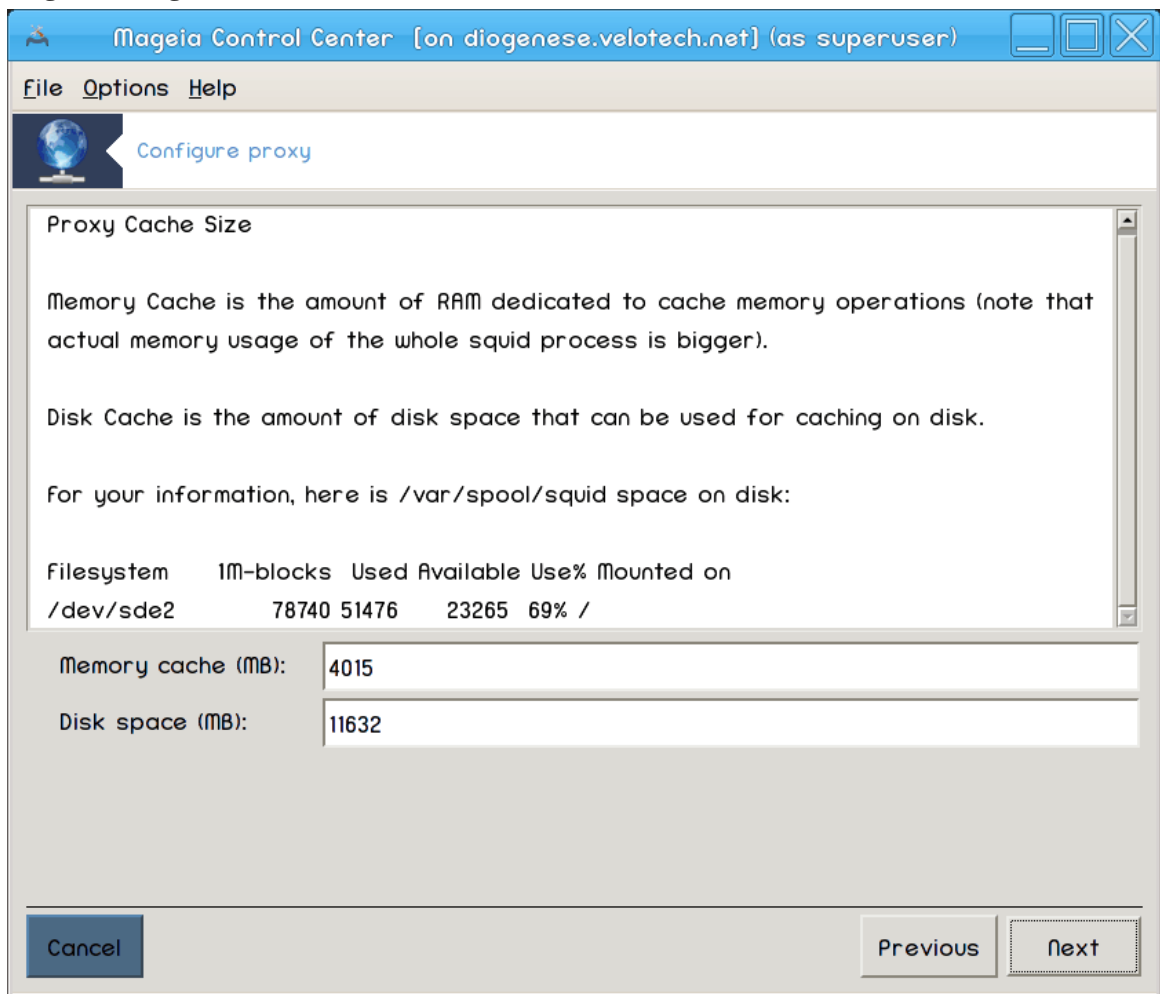 Mageia Control Center [on diogenese.velotech.net] (as superuser)
File Options Help
Configure proxy
Proxy Cache Size
Memory Cache is the amount of RAM dedicated to cache memory operations (note that
actual memory usage of the whole squid process is bigger).
Disk Cache is the amount of disk space that can be used for caching on disk.
For your information, here is /var/spool/squid space on disk:
Filesystem 1M-blocks Used Available Use% Mounted on
/dev/sde2 78740 51476 23265 69% /
Memory cache (MB): 4015
Disk space (MB): 11632
Cancel Previous Next